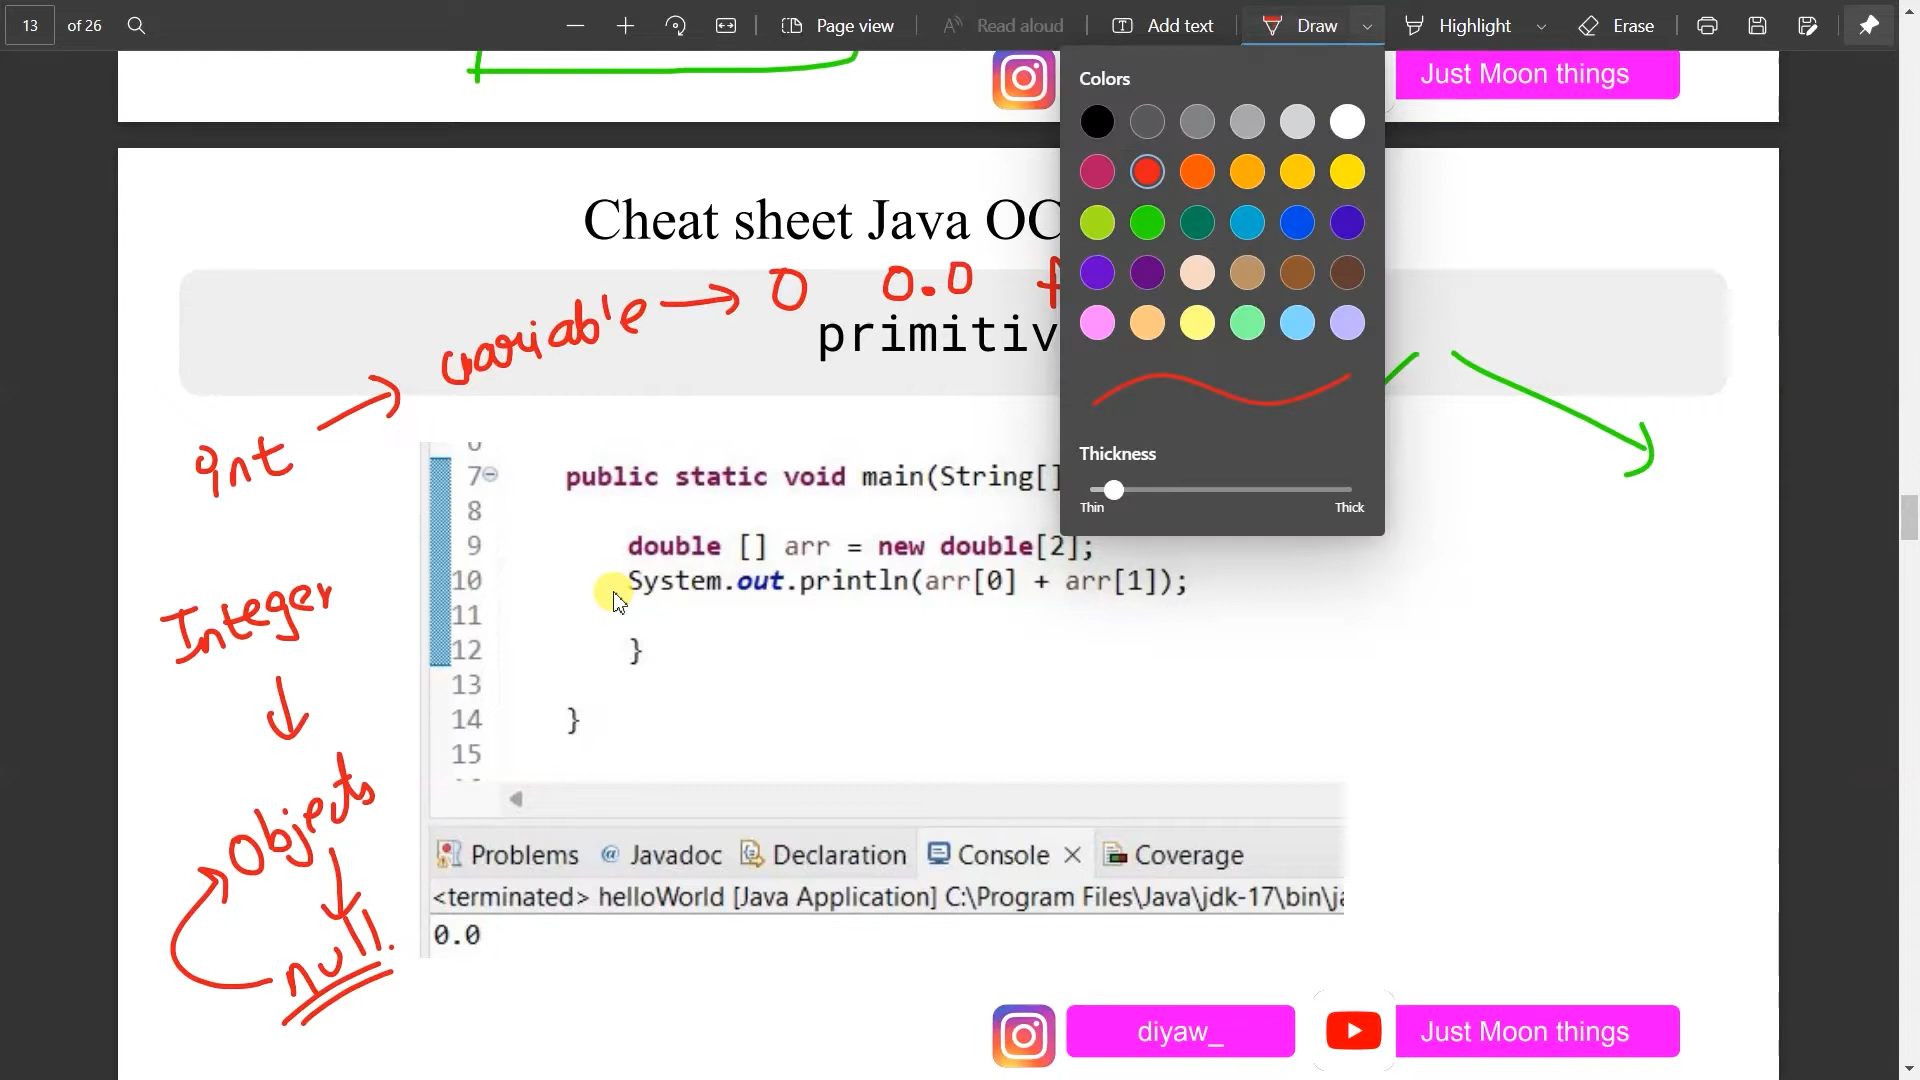 13 of 26 Page view Read aloud Add text Draw Highlight Erase
Just Moon things
Colors
Cheat sheet Java OC
variable → 0 0.0 f
primitiv
int →
Thickness
Thin Thick
7 public static void main(String[]
8
9 double [] arr = new double[2];
10 System.out.println(arr[0] + arr[1]);
11
12 }
13
14 }
15
Integer
Objects
null.
Problems @ Javadoc Declaration Console Coverage
<terminated> helloWorld [Java Application] C:\Program Files\Java\jdk-17\bin\ja
0.0
diyaw_ Just Moon things